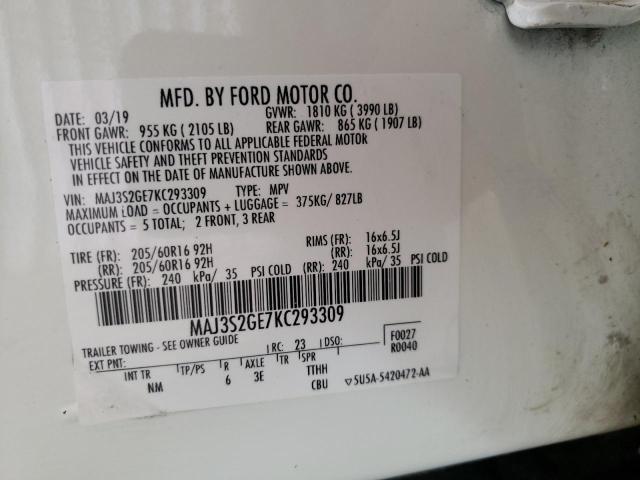 MFD. BY FORD MOTOR CO.
DATE: 03/19 GVWR: 1810 KG ( 3990 LB)
FRONT GAWR: 955 KG ( 2105 LB) REAR GAWR: 865 KG ( 1907 LB)
THIS VEHICLE CONFORMS TO ALL APPLICABLE FEDERAL MOTOR
VEHICLE SAFETY AND THEFT PREVENTION STANDARDS
IN EFFECT ON THE DATE OF MANUFACTURE SHOWN ABOVE.
VIN: MAJ3S2GE7KC293309 TYPE: MPV
MAXIMUM LOAD = OCCUPANTS + LUGGAGE = 375KG/ 827LB
OCCUPANTS = 5 TOTAL; 2 FRONT, 3 REAR
TIRE (FR): 205/60R16 92H RIMS (FR): 16x6.5J
(RR): 205/60R16 92H (RR): 16x6.5J
PRESSURE (FR): 240 kPa/ 35 PSI COLD (RR): 240 kPa/ 35 PSI COLD
MAJ3S2GE7KC293309
TRAILER TOWING - SEE OWNER GUIDE RC: 23 DSO: F0027
EXT PNT: R0040
INT TR TP/PS R AXLE TR SPR
NM 6 3E TTHH
CBU ▽5U5A-5420472-AA